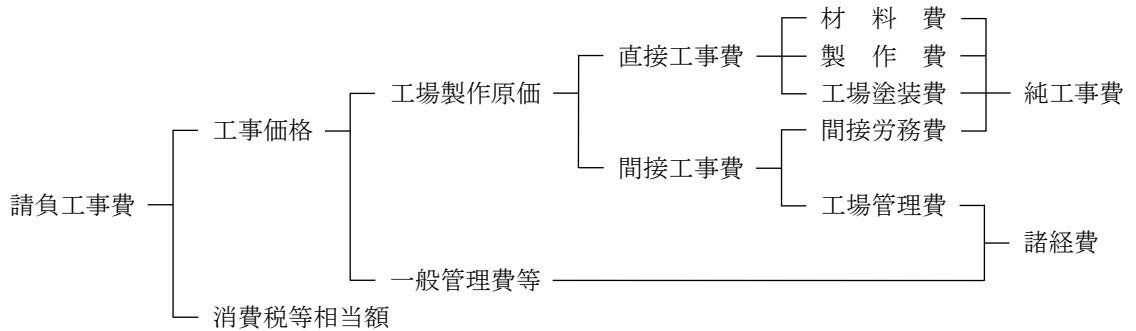 材料費
直接工事費
製作費
工場製作原価
工場塗装費
純工事費
工事価格
間接労務費
間接工事費
請負工事費
工場管理費
諸経費
一般管理費等
消費税等相当額